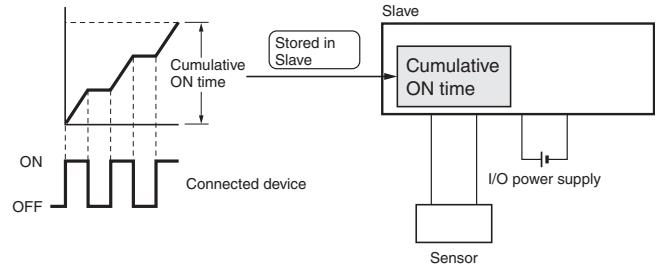 Slave
Stored in
Slave
Cumulative
ON time
Cumulative
ON time
ON
OFF
Connected device
I/O power supply
Sensor